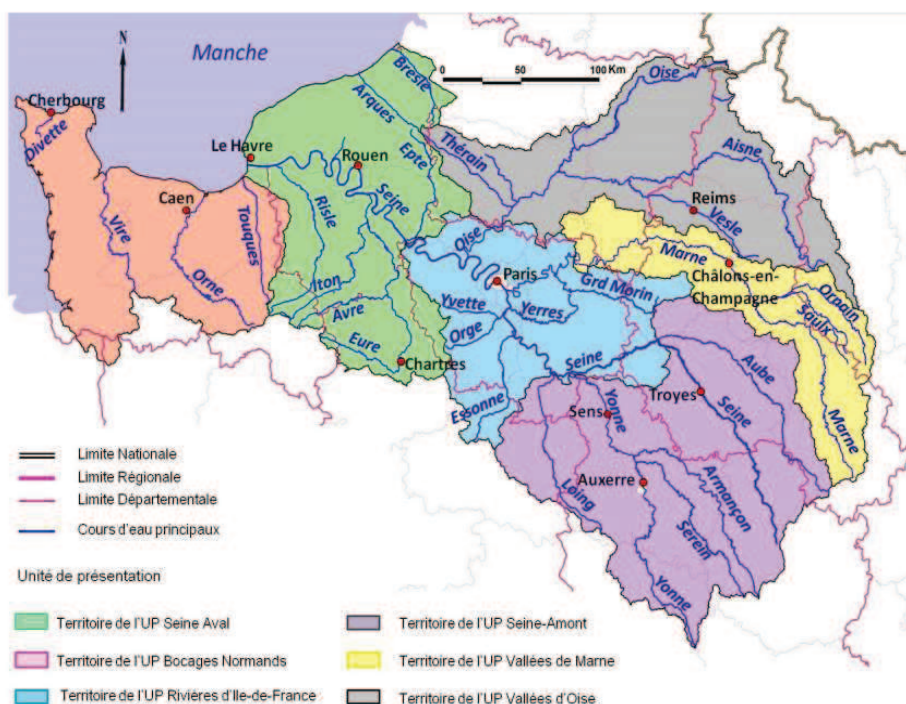 Manche
N
0 50 100 Km
Cherbourg
Divette
Bresle
Arques
Oise
Le Havre
Rouen
Epte
Thérain
Aisne
Caen
Seine
Reims
Vesle
Vire
Touques
Risle
Oise
Marne
Orne
Paris
Châlons-en-
Champagne
Iton
Grd Morin
Ornain
Yvette
Yerres
Saulx
Avre
Orge
Eure
Chartres
Seine
Aube
Essonne
Yonne
Troyes
Seine
Sens
Marne
Auxerre
Armançon
Loing
Serein
Yonne
Limite Nationale
Limite Régionale
Limite Départementale
Cours d'eau principaux
Unité de présentation
Territoire de l'UP Seine Aval
Territoire de l'UP Bocages Normands
Territoire de l'UP Rivières d'Ile-de-France
Territoire de l'UP Seine-Amont
Territoire de l'UP Vallées de Marne
Territoire de l'UP Vallées d'Oise